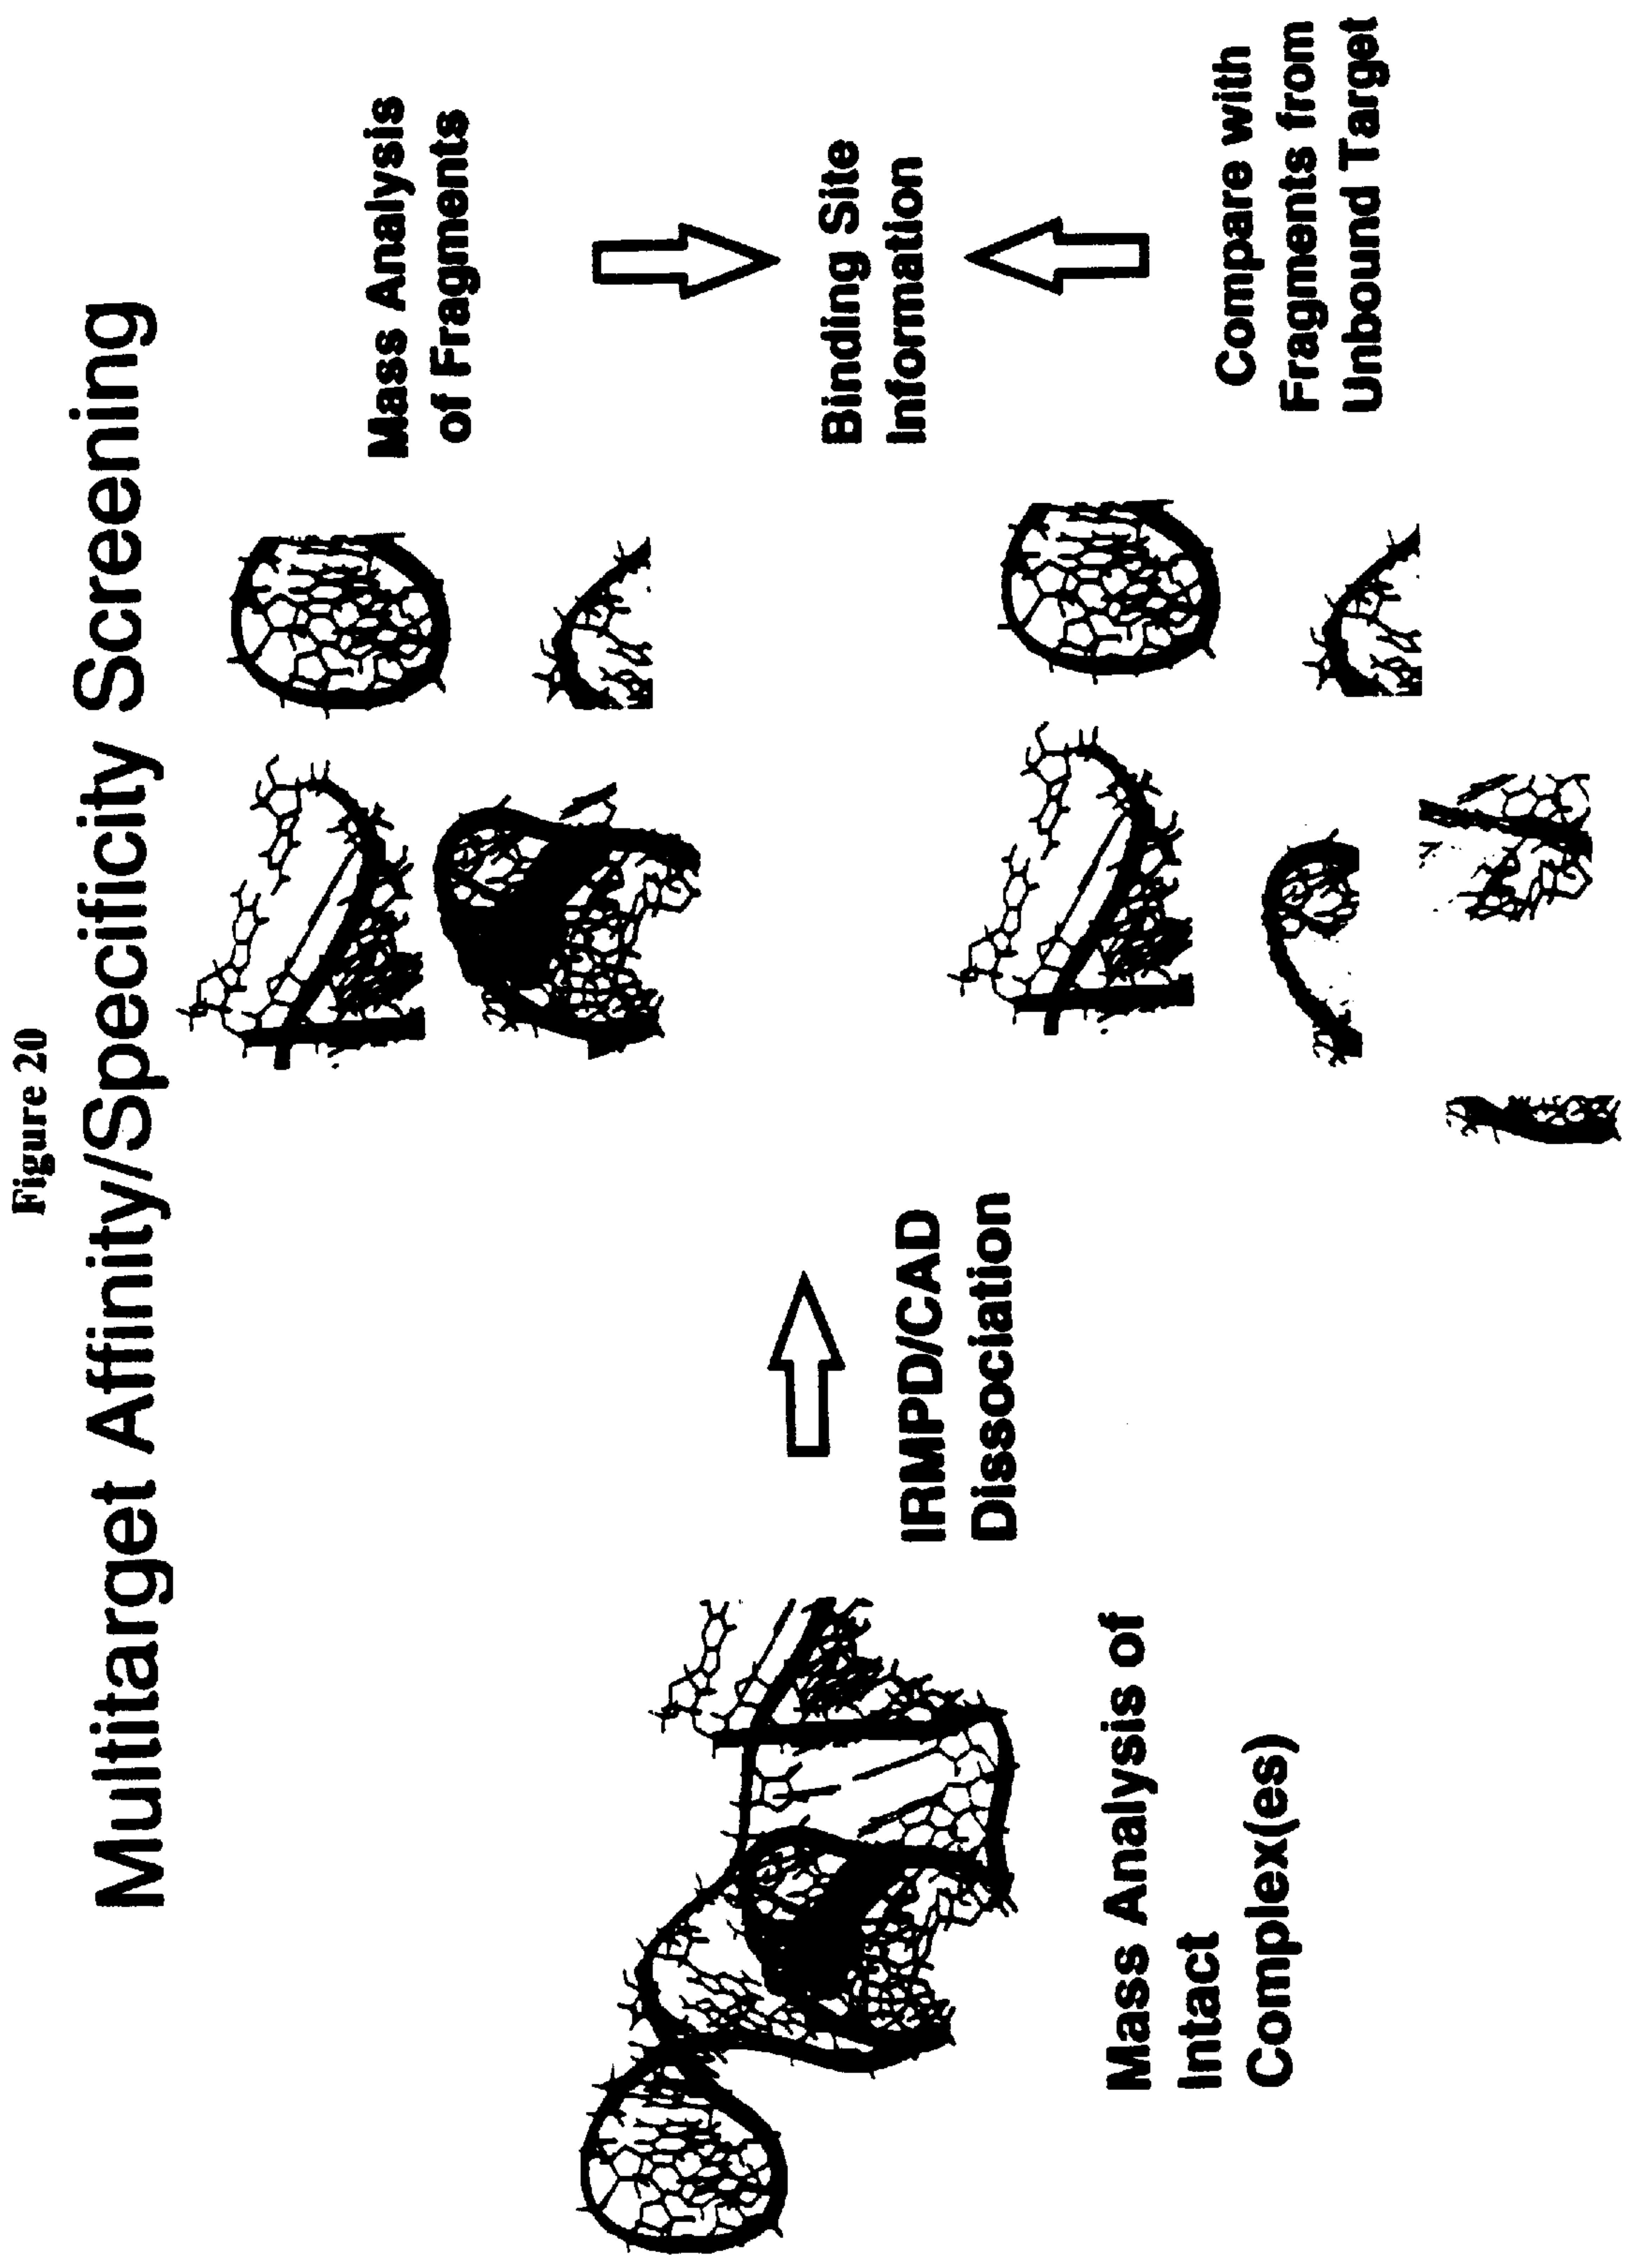 Figure 20
Multitarget Affinity/Specificity Screening
Mass Analysis of
Intact
Complex(es)
IRMPD/CAD
Dissociation
Mass Analysis
of Fragments
Binding Site
Information
Compare with
Fragments from
Unbound Target